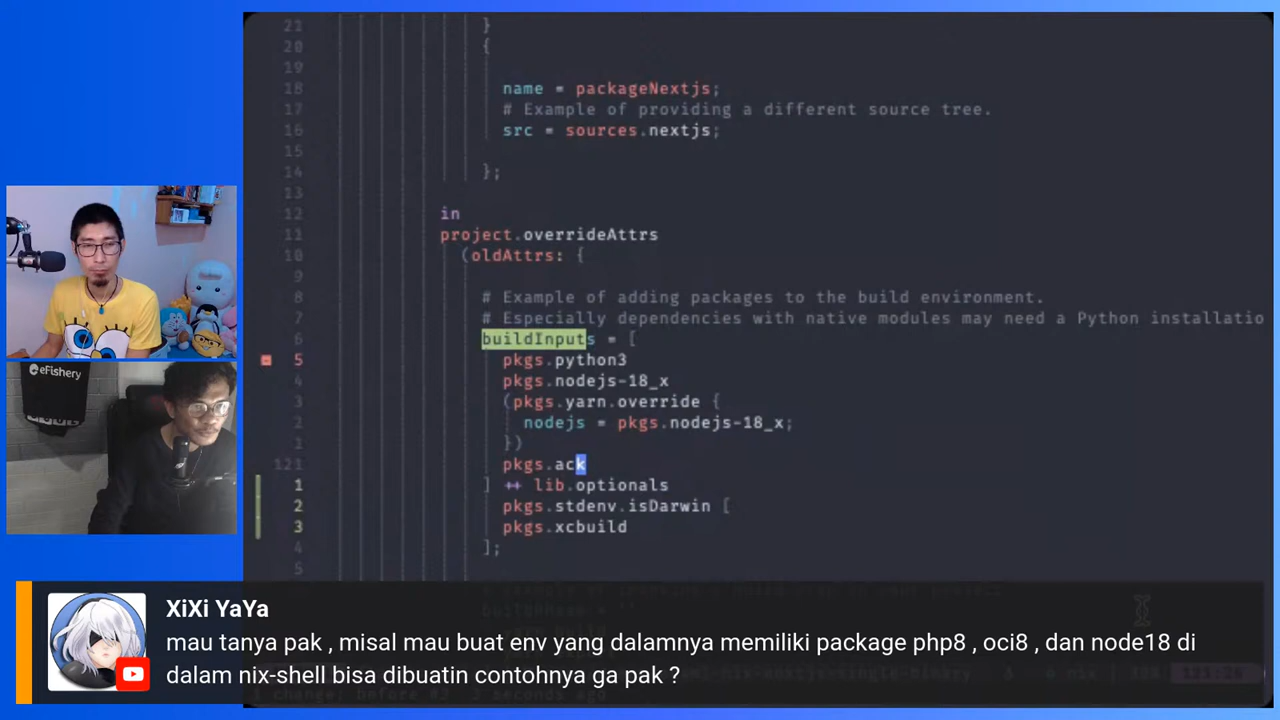 21 }
20 {
19
18 name = packageNextjs;
17 # Example of providing a different source tree.
16 src = sources.nextjs;
15
14 };
13
12 in
11 project.overrideAttrs
10 (oldAttrs: {
9
8 # Example of adding packages to the build environment.
7 # Especially dependencies with native modules may need a Python installatio
6 buildInputs = [
5 pkgs.python3
4 pkgs.nodejs-18_x
3 (pkgs.yarn.override {
2 nodejs = pkgs.nodejs-18_x;
1 })
121 pkgs.ack
1 ] ++ lib.optionals
2 pkgs.stdenv.isDarwin [
3 pkgs.xcbuild
4 ];
5
eFishery
XiXi YaYa
mau tanya pak , misal mau buat env yang dalamnya memiliki package php8 , oci8 , dan node18 di
dalam nix-shell bisa dibuatin contohnya ga pak ?